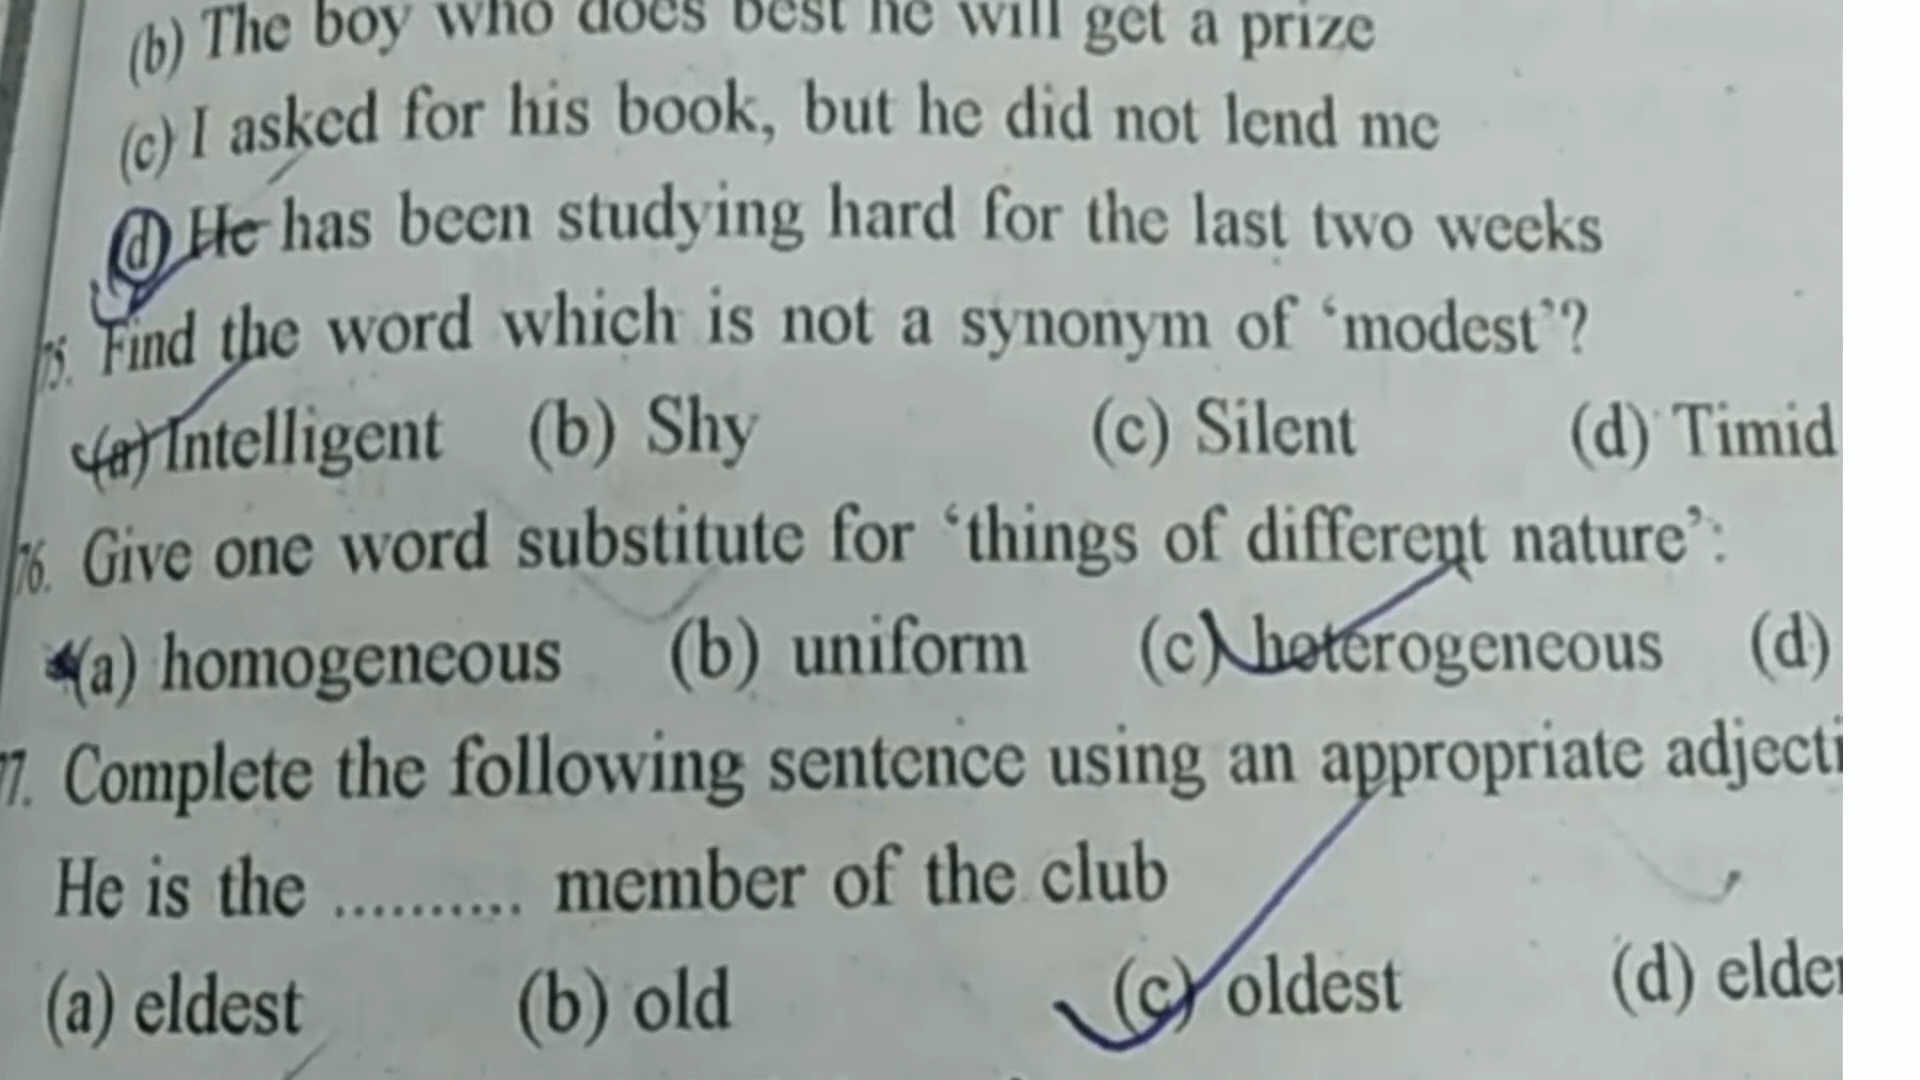 (b) The boy who does best he will get a prize
(c) I asked for his book, but he did not lend me
(d) He has been studying hard for the last two weeks
75. Find the word which is not a synonym of ‘modest’?
(a) Intelligent (b) Shy (c) Silent (d) Timid
76. Give one word substitute for ‘things of different nature’:
(a) homogeneous (b) uniform (c) heterogeneous (d)
77. Complete the following sentence using an appropriate adjecti
He is the .......... member of the club
(a) eldest (b) old (c) oldest (d) elder